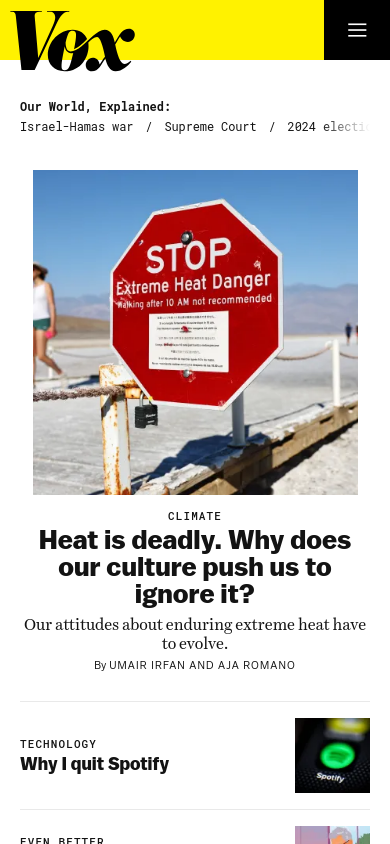 Vox
Our World, Explained:
Israel-Hamas war / Supreme Court / 2024 electi
STOP
Extreme Heat Danger
Walking after 10 AM not recommended
CLIMATE
Heat is deadly. Why does
our culture push us to
ignore it?
Our attitudes about enduring extreme heat have
to evolve.
By UMAIR IRFAN AND AJA ROMANO
TECHNOLOGY
Why I quit Spotify
Spotify
EVEN BETTER